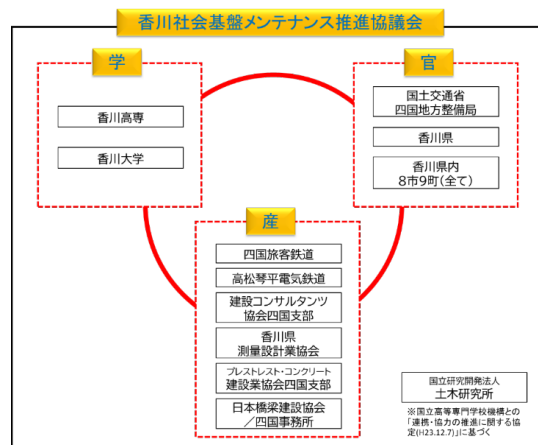 香川社会基盤メンテナンス推進協議会
学
香川高専
香川大学
官
国土交通省
四国地方整備局
香川県
香川県内
8市9町(全て)
産
四国旅客鉄道
高松琴平電気鉄道
建設コンサルタンツ
協会四国支部
香川県
測量設計業協会
プレストレスト・コンクリート
建設業協会四国支部
日本橋梁建設協会
／四国事務所
国立研究開発法人
土木研究所
※国立高等専門学校機構との
「連携・協力の推進に関する協
定(H23.12.7)」に基づく